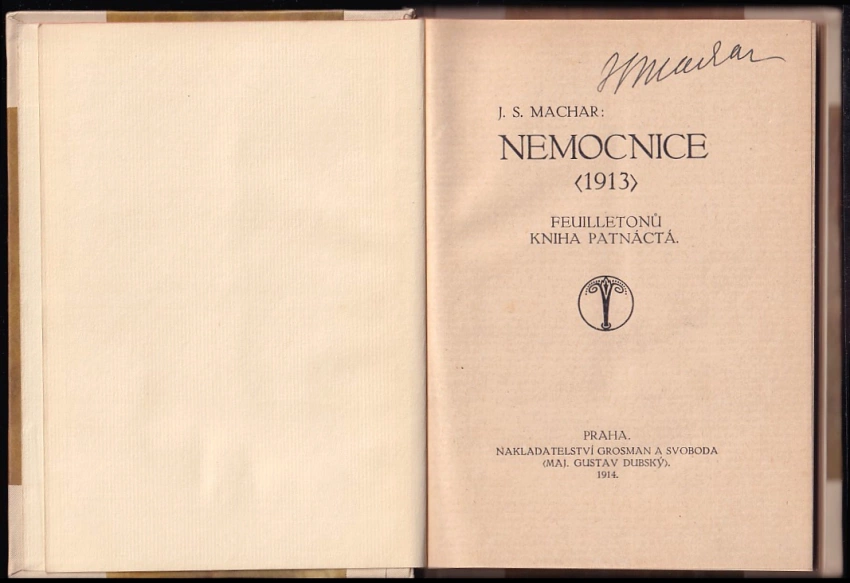 JSMachar
J. S. MACHAR:
NEMOCNICE
⟨1913⟩
FEUILLETONŮ
KNIHA PATNÁCTÁ.
PRAHA.
NAKLADATELSTVÍ GROSMAN A SVOBODA
⟨MAJ. GUSTAV DUBSKÝ⟩.
1914.